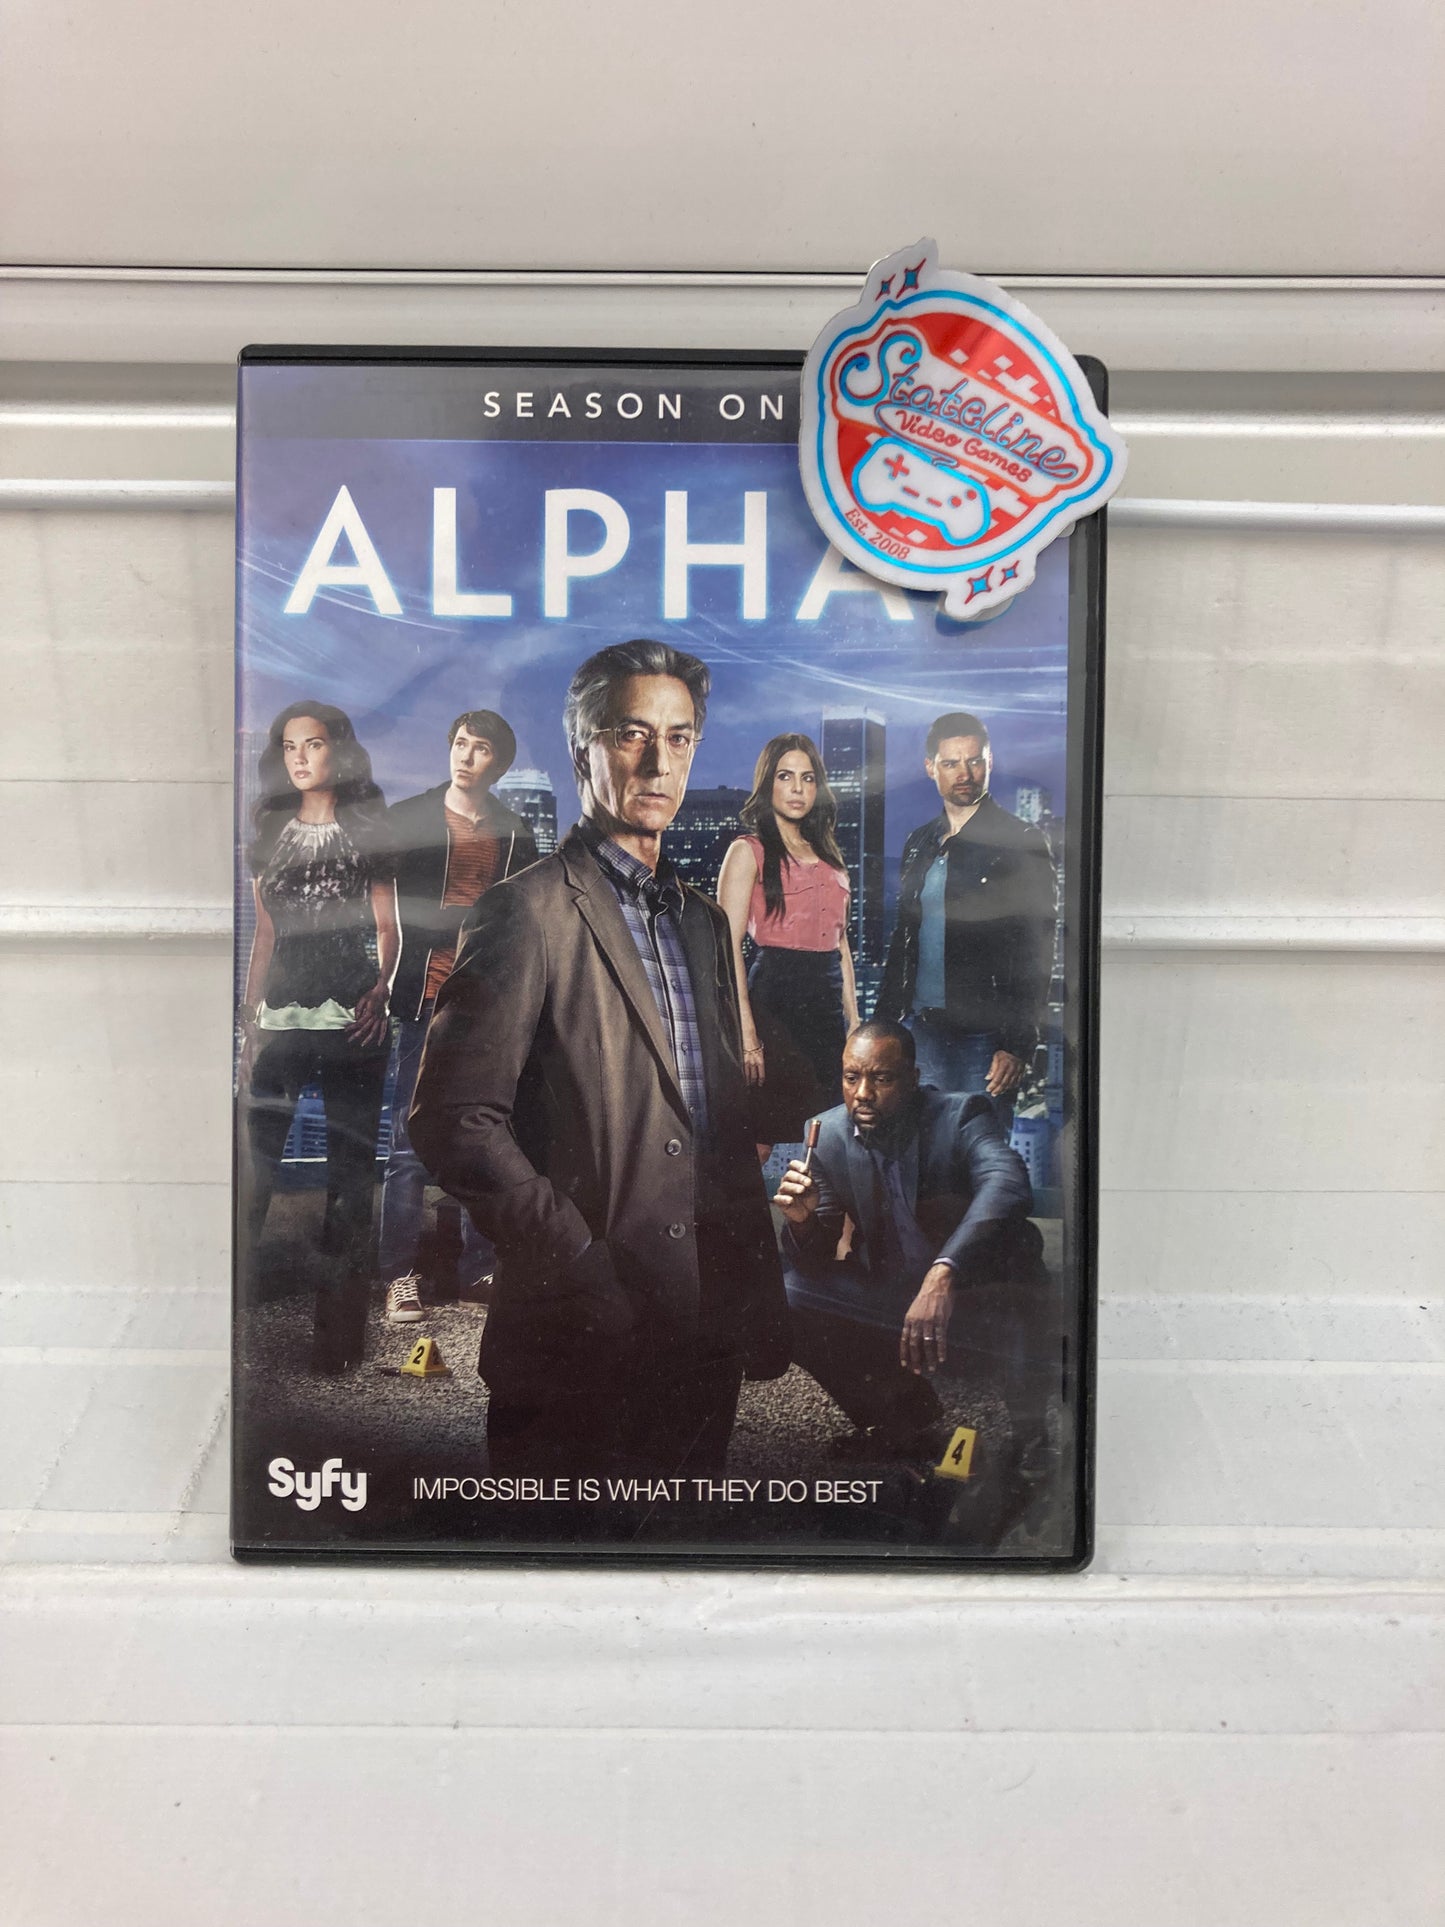 SEASON ON
ALPHA
Stateline
Video Games
Est. 2008
2
4
Syfy
IMPOSSIBLE IS WHAT THEY DO BEST